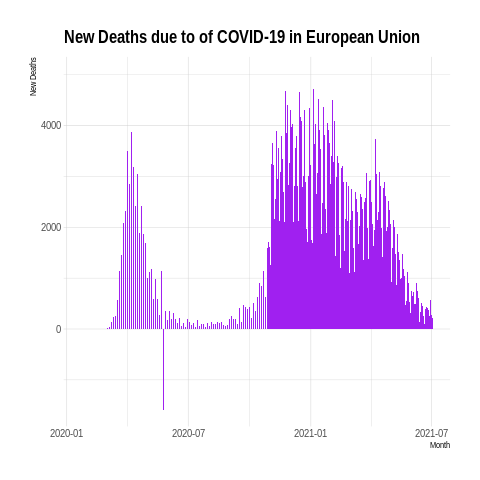 New Deaths due to of COVID-19 in European Union
New Deaths
4000
2000
0
2020-01 2020-07 2021-01 2021-07
Month